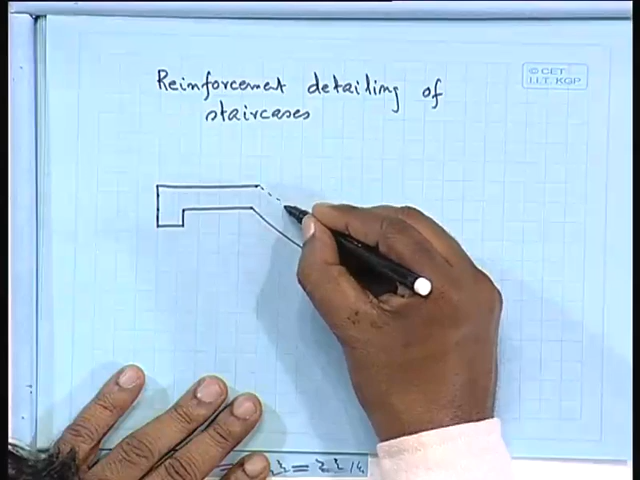 © CET
I.I.T. KGP
Reinforcement detailing of
staircases